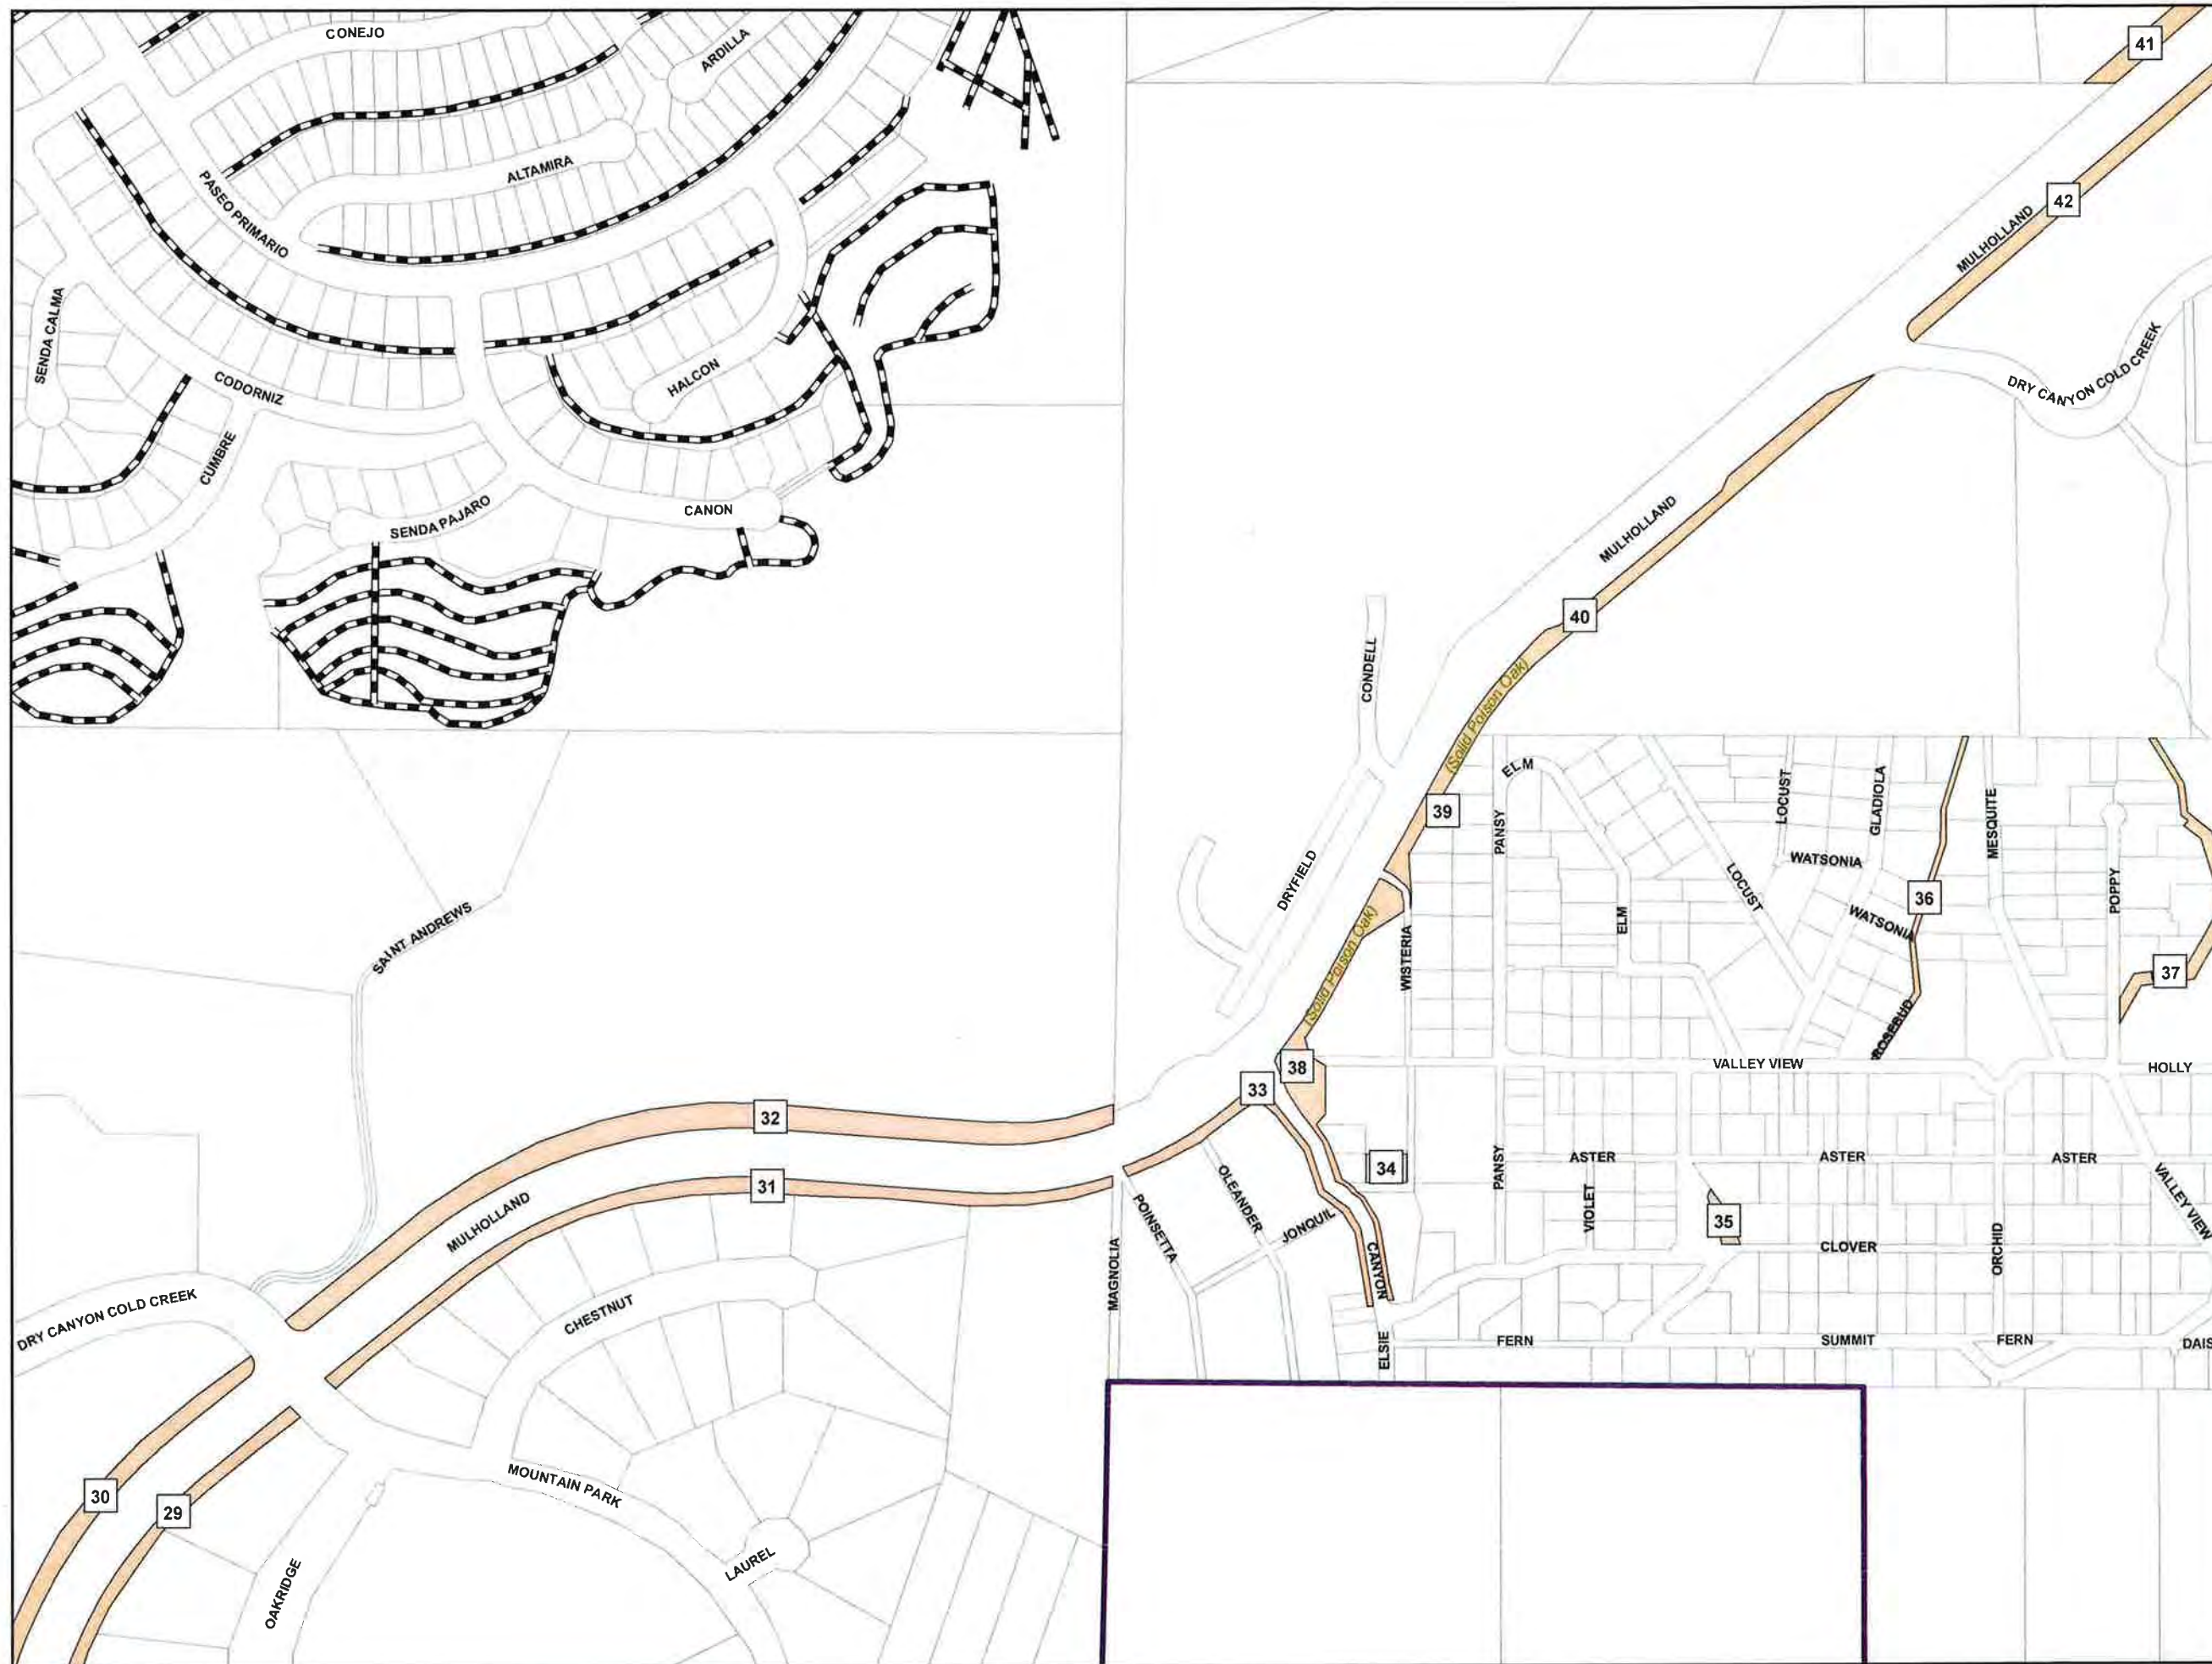 CONEJO
41
ARDILLA
ALTAMIRA
PASEO PRIMARIO
42
MULHOLLAND
SENDA CALMA
HALCON
CODORNIZ
DRY CANYON COLD CREEK
CUMBRE
SENDA PAJARO
CANON
MULHOLLAND
40
CONDELL
(Solid Poison Oak)
ELM
39
PANSY
LOCUST
GLADIOLA
MESQUITE
WATSONIA
DRYFIELD
LOCUST
36
POPPY
SAINT ANDREWS
(Solid Poison Oak)
ELM
WATSONIA
WISTERIA
37
ROSEBUD
38
VALLEY VIEW
HOLLY
33
32
31
34
PANSY
ASTER
ASTER
ASTER
MULHOLLAND
POINSETTA
OLEANDER
JONQUIL
VIOLET
35
VALLEY VIEW
CLOVER
ORCHID
MAGNOLIA
CANYON
DRY CANYON COLD CREEK
CHESTNUT
ELSIE
FERN
SUMMIT
FERN
DAIS
30
29
MOUNTAIN PARK
LAUREL
OAKRIDGE